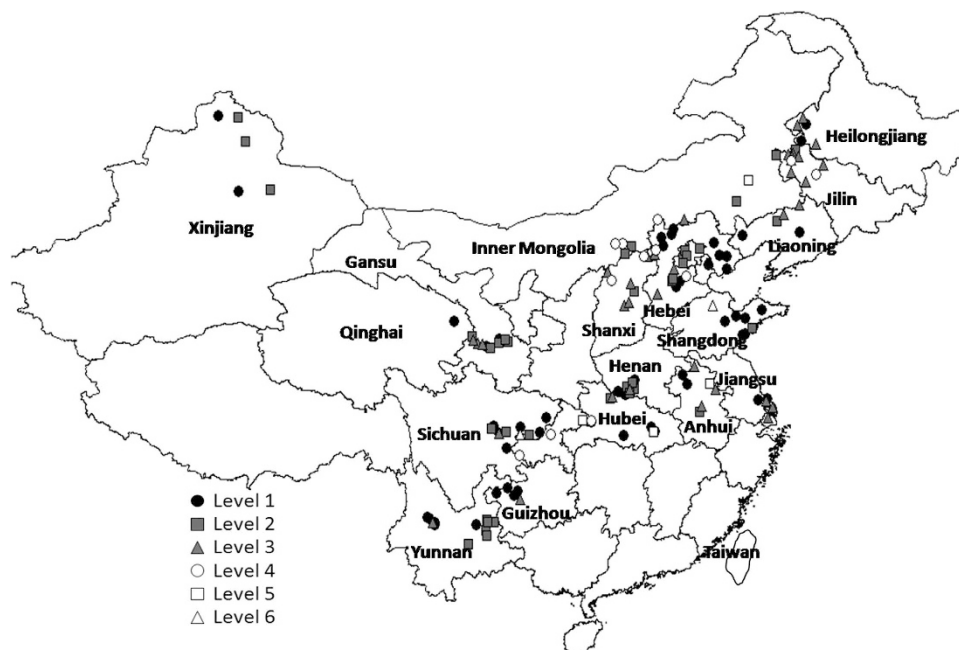 Heilongjiang
Jilin
Xinjiang
Inner Mongolia
Liaoning
Gansu
Hebei
Qinghai
Shanxi
Shangdong
Henan
Jiangsu
Hubei
Anhui
Sichuan
Level 1
Guizhou
Level 2
Level 3
Yunnan
Taiwan
Level 4
Level 5
Level 6